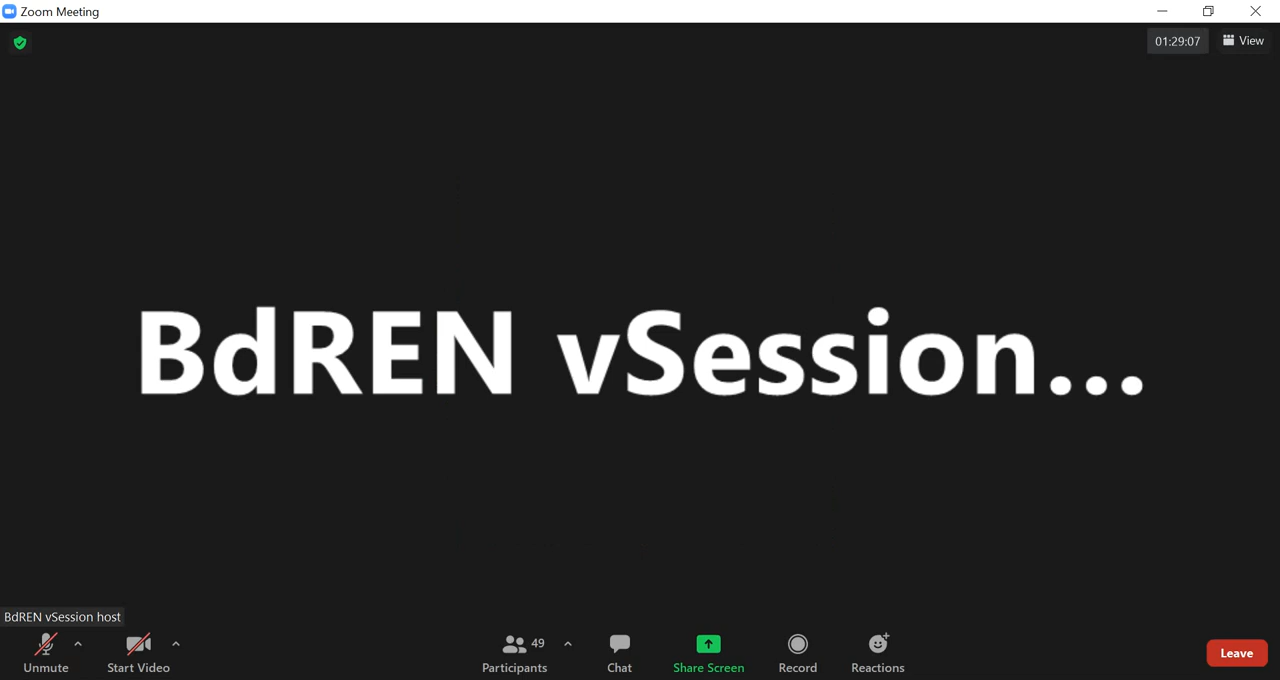 Zoom Meeting
01:29:07 View
BdREN vSession...
BdREN vSession host
Unmute Start Video 49 Participants Chat Share Screen Record Reactions Leave